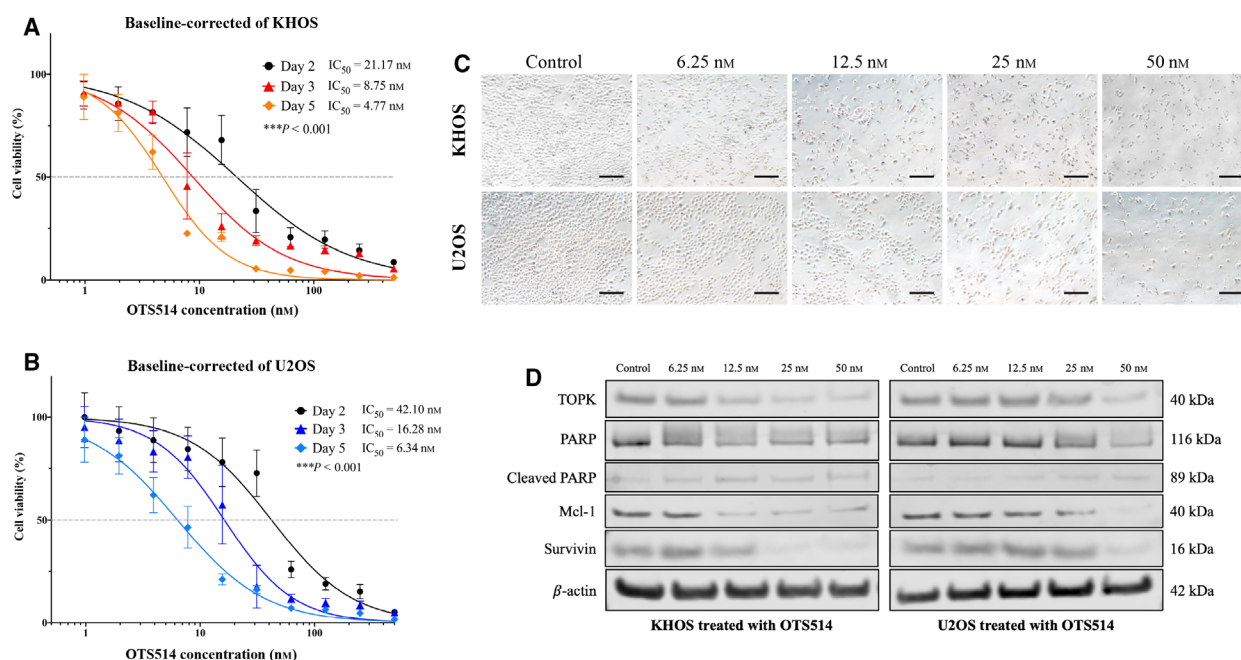 A
Baseline-corrected of KHOS
Cell viability (%)
100
50
0
Day 2 IC50 = 21.17 nM
Day 3 IC50 = 8.75 nM
Day 5 IC50 = 4.77 nM
***P < 0.001
1 10 100
OTS514 concentration (nM)
B
Baseline-corrected of U2OS
Cell viability (%)
100
50
0
Day 2 IC50 = 42.10 nM
Day 3 IC50 = 16.28 nM
Day 5 IC50 = 6.34 nM
***P < 0.001
1 10 100
OTS514 concentration (nM)
C
Control 6.25 nM 12.5 nM 25 nM 50 nM
KHOS
U2OS
D
Control 6.25 nM 12.5 nM 25 nM 50 nM Control 6.25 nM 12.5 nM 25 nM 50 nM
TOPK 40 kDa
PARP 116 kDa
Cleaved PARP 89 kDa
Mcl-1 40 kDa
Survivin 16 kDa
β-actin 42 kDa
KHOS treated with OTS514 U2OS treated with OTS514